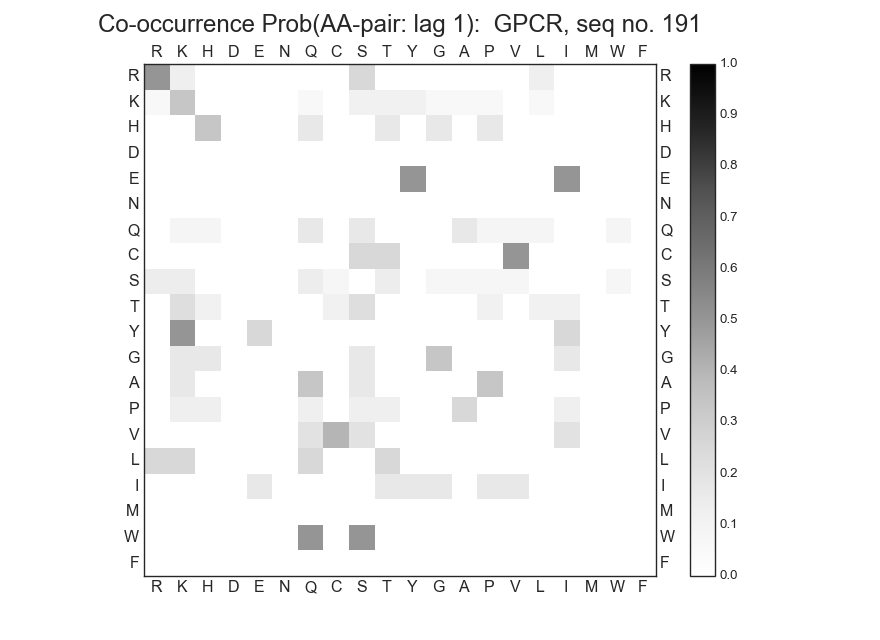 Co-occurrence Prob(AA-pair: lag 1):  GPCR, seq no. 191
R K H D E N Q C S T Y G A P V L I M W F
R R 1.0
K K 0.9
H H
D D 0.8
E E
N N 0.7
Q Q
C C 0.6
S S
T T 0.5
Y Y
G G 0.4
A A
P P 0.3
V V
L L 0.2
I I
M M 0.1
W W
F F 0.0
R K H D E N Q C S T Y G A P V L I M W F